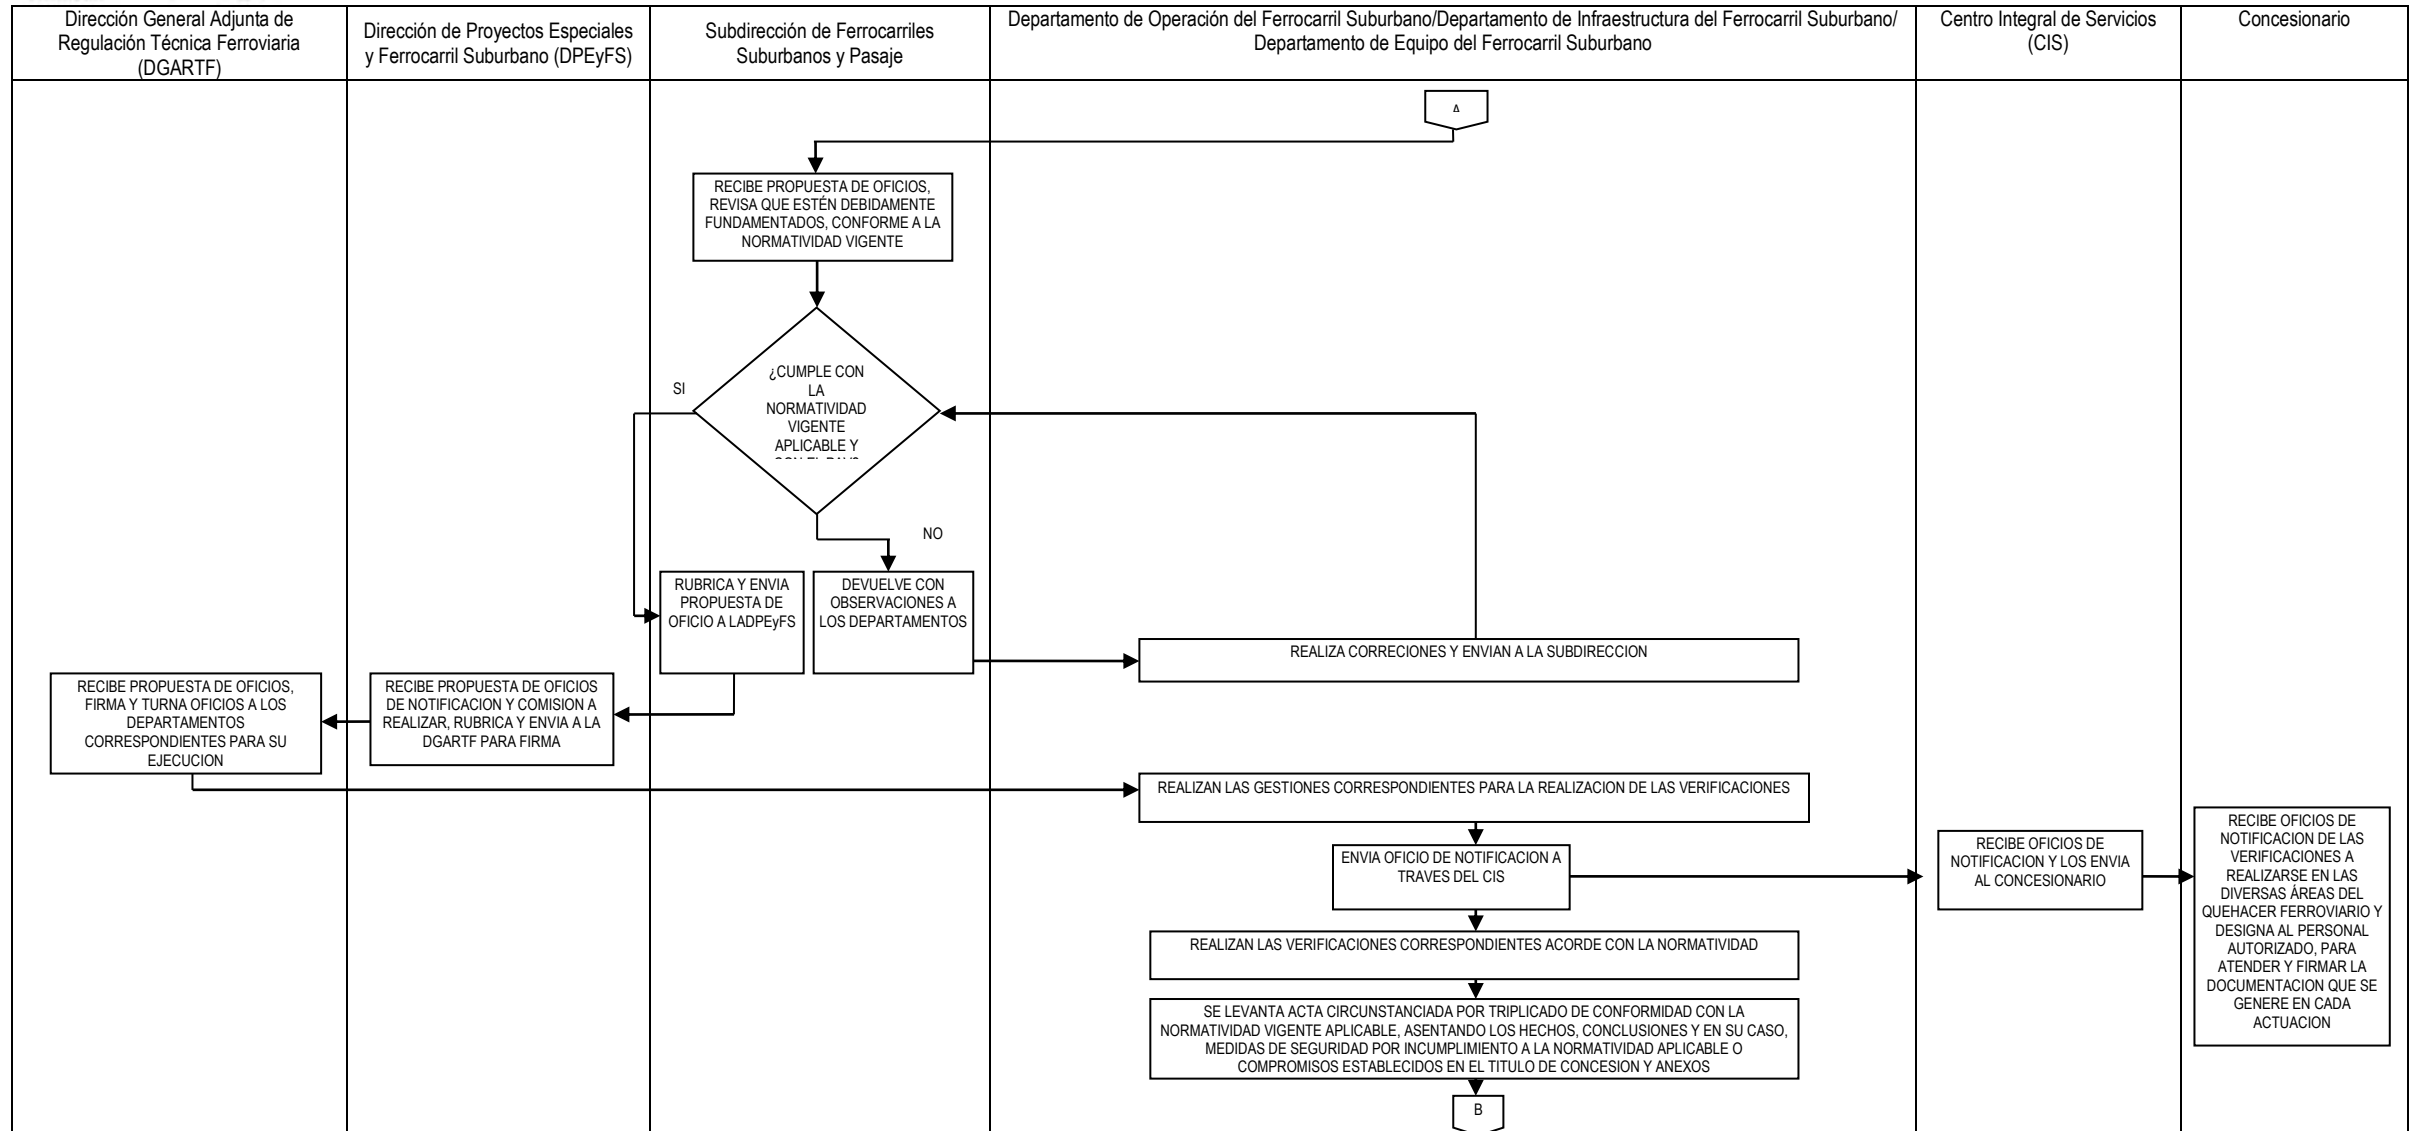 Dirección General Adjunta de
Regulación Técnica Ferroviaria
(DGARTF)
Dirección de Proyectos Especiales
y Ferrocarril Suburbano (DPEyFS)
Subdirección de Ferrocarriles
Suburbanos y Pasaje
Departamento de Operación del Ferrocarril Suburbano/Departamento de Infraestructura del Ferrocarril Suburbano/
Departamento de Equipo del Ferrocarril Suburbano
Centro Integral de Servicios
(CIS)
Concesionario
A
RECIBE PROPUESTA DE OFICIOS,
REVISA QUE ESTÉN DEBIDAMENTE
FUNDAMENTADOS, CONFORME A LA
NORMATIVIDAD VIGENTE
¿CUMPLE CON
LA
NORMATIVIDAD
VIGENTE
APLICABLE Y
SI
NO
RUBRICA Y ENVIA
PROPUESTA DE
OFICIO A LADPEyFS
DEVUELVE CON
OBSERVACIONES A
LOS DEPARTAMENTOS
REALIZA CORRECIONES Y ENVIAN A LA SUBDIRECCION
RECIBE PROPUESTA DE OFICIOS,
FIRMA Y TURNA OFICIOS A LOS
DEPARTAMENTOS
CORRESPONDIENTES PARA SU
EJECUCION
RECIBE PROPUESTA DE OFICIOS
DE NOTIFICACION Y COMISION A
REALIZAR, RUBRICA Y ENVIA A LA
DGARTF PARA FIRMA
REALIZAN LAS GESTIONES CORRESPONDIENTES PARA LA REALIZACION DE LAS VERIFICACIONES
ENVIA OFICIO DE NOTIFICACION A
TRAVES DEL CIS
RECIBE OFICIOS DE
NOTIFICACION Y LOS ENVIA
AL CONCESIONARIO
RECIBE OFICIOS DE
NOTIFICACION DE LAS
VERIFICACIONES A
REALIZARSE EN LAS
DIVERSAS ÁREAS DEL
QUEHACER FERROVIARIO Y
DESIGNA AL PERSONAL
AUTORIZADO, PARA
ATENDER Y FIRMAR LA
DOCUMENTACION QUE SE
GENERE EN CADA
ACTUACION
REALIZAN LAS VERIFICACIONES CORRESPONDIENTES ACORDE CON LA NORMATIVIDAD
SE LEVANTA ACTA CIRCUNSTANCIADA POR TRIPLICADO DE CONFORMIDAD CON LA
NORMATIVIDAD VIGENTE APLICABLE, ASENTANDO LOS HECHOS, CONCLUSIONES Y EN SU CASO,
MEDIDAS DE SEGURIDAD POR INCUMPLIMIENTO A LA NORMATIVIDAD APLICABLE O
COMPROMISOS ESTABLECIDOS EN EL TITULO DE CONCESION Y ANEXOS
B